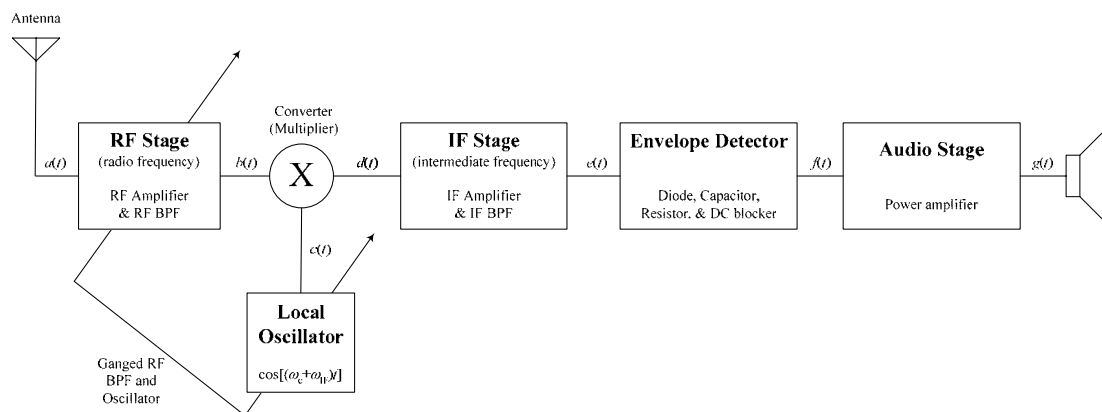 Antenna
a(t)
RF Stage
(radio frequency)
RF Amplifier
& RF BPF
b(t)
Converter
(Multiplier)
X
d(t)
c(t)
Local
Oscillator
cos[(ωc+ωIF)t]
Ganged RF
BPF and
Oscillator
IF Stage
(intermediate frequency)
IF Amplifier
& IF BPF
e(t)
Envelope Detector
Diode, Capacitor,
Resistor, & DC blocker
f(t)
Audio Stage
Power amplifier
g(t)